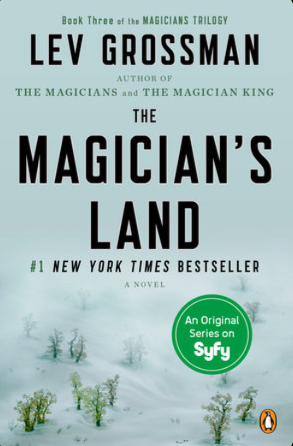 Book Three of the MAGICIANS TRILOGY
LEV GROSSMAN
AUTHOR OF
THE MAGICIANS and THE MAGICIAN KING
THE
MAGICIAN'S
LAND
#1 NEW YORK TIMES BESTSELLER
A NOVEL
An Original
Series on
Syfy